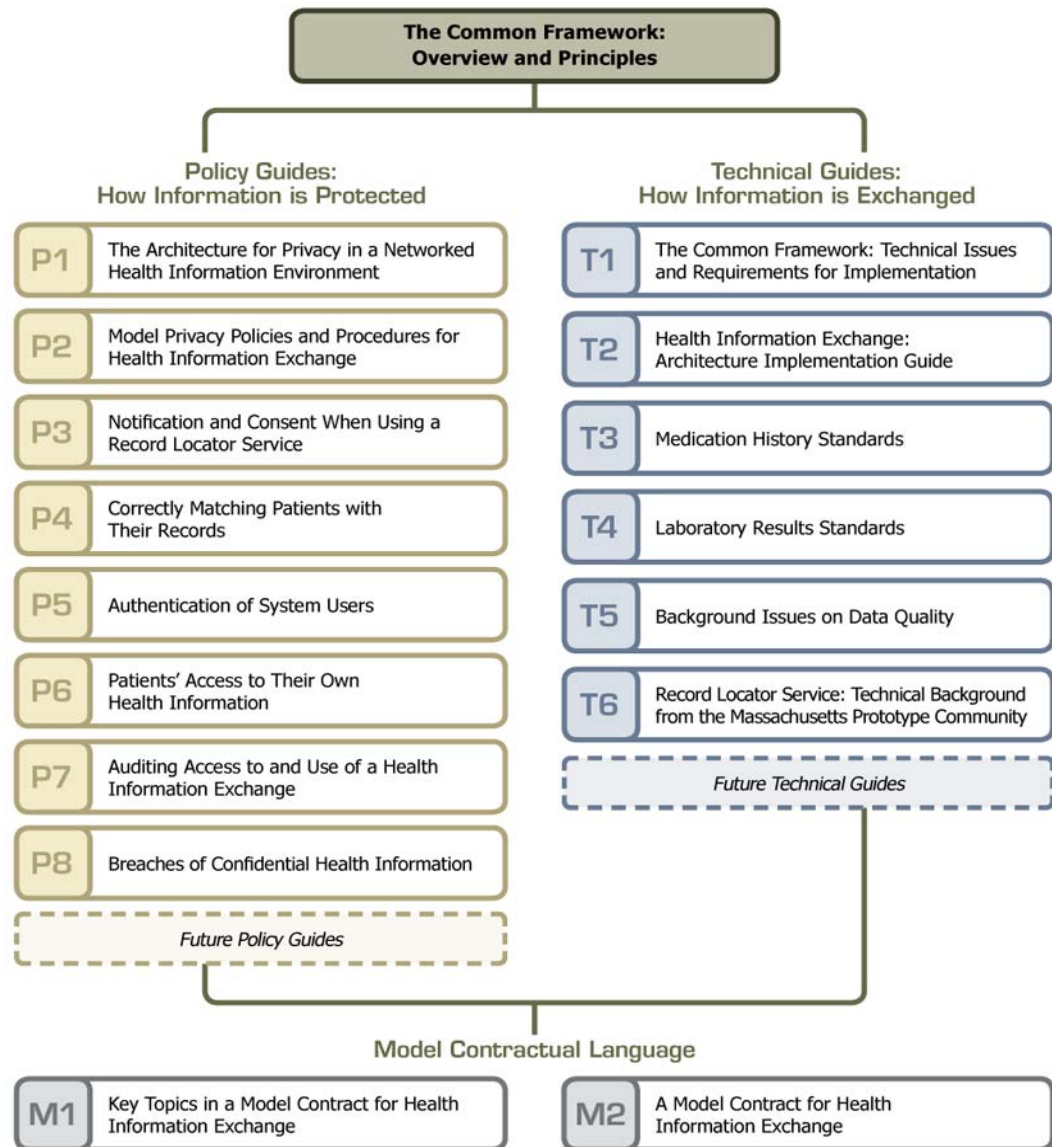 The Common Framework:
Overview and Principles
Policy Guides:
How Information is Protected
P1
The Architecture for Privacy in a Networked
Health Information Environment
P2
Model Privacy Policies and Procedures for
Health Information Exchange
P3
Notification and Consent When Using a
Record Locator Service
P4
Correctly Matching Patients with
Their Records
P5
Authentication of System Users
P6
Patients’ Access to Their Own
Health Information
P7
Auditing Access to and Use of a Health
Information Exchange
P8
Breaches of Confidential Health Information
Future Policy Guides
Technical Guides:
How Information is Exchanged
T1
The Common Framework: Technical Issues
and Requirements for Implementation
T2
Health Information Exchange:
Architecture Implementation Guide
T3
Medication History Standards
T4
Laboratory Results Standards
T5
Background Issues on Data Quality
T6
Record Locator Service: Technical Background
from the Massachusetts Prototype Community
Future Technical Guides
Model Contractual Language
M1
Key Topics in a Model Contract for Health
Information Exchange
M2
A Model Contract for Health
Information Exchange